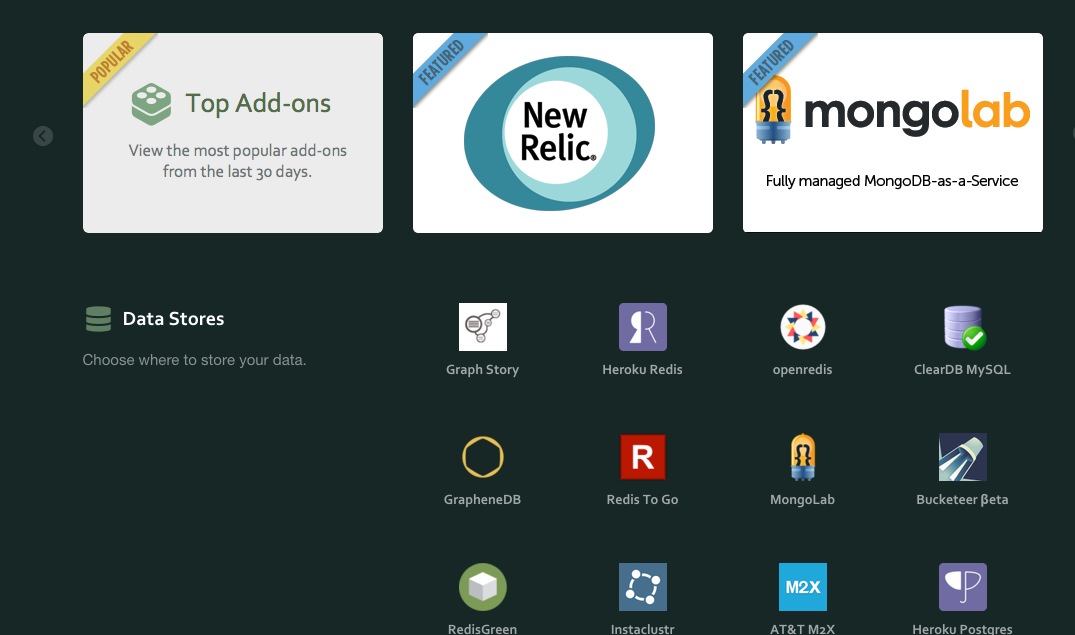 POPULAR
Top Add-ons
View the most popular add-ons
from the last 30 days.
FEATURED
New
Relic.
FEATURED
mongolab
Fully managed MongoDB-as-a-Service
Data Stores
Choose where to store your data.
Graph Story
R
Heroku Redis
openredis
ClearDB MySQL
GrapheneDB
R
Redis To Go
MongoLab
Bucketeer βeta
RedisGreen
Instaclustr
M2X
AT&T M2X
Heroku Postgres